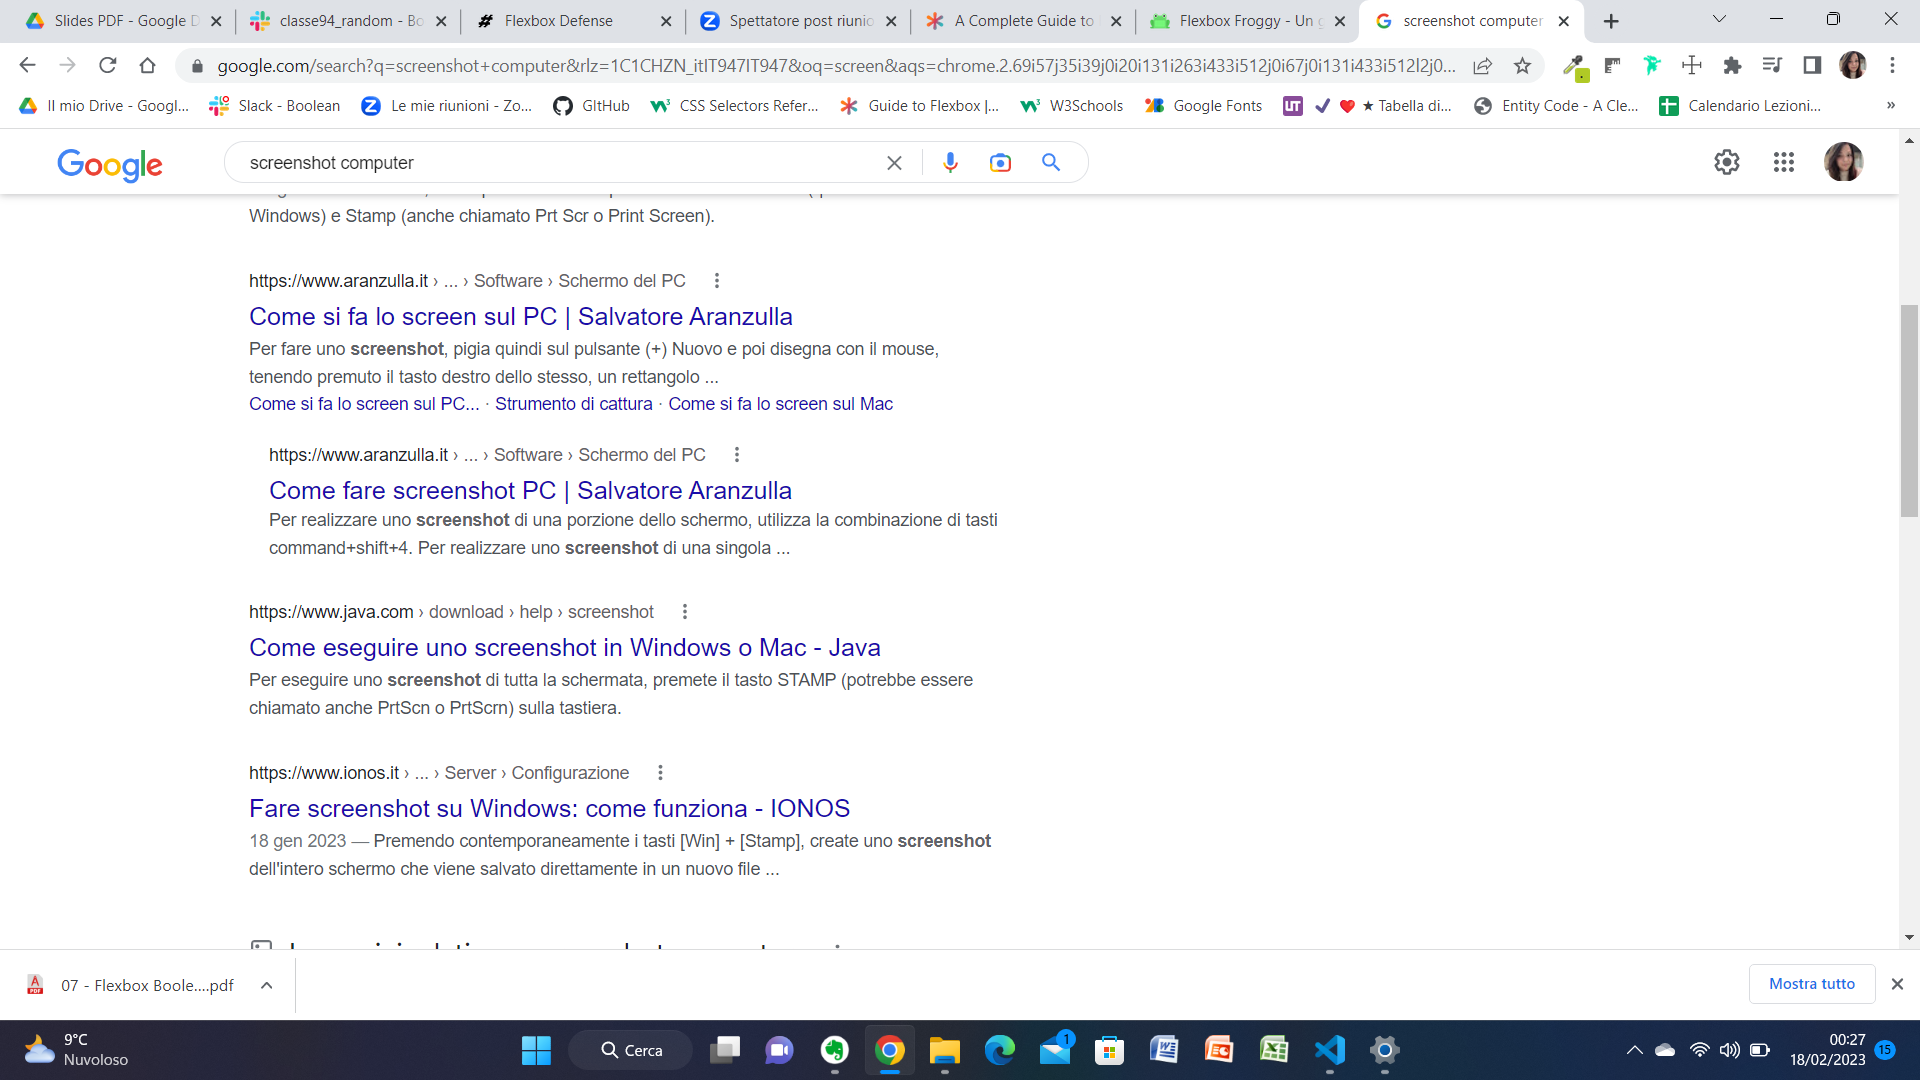 Slides PDF - Google D
classe94_random - Bo
Flexbox Defense
Spettatore post riunio
A Complete Guide to
Flexbox Froggy - Un g
screenshot computer
google.com/search?q=screenshot+computer&rlz=1C1CHZN_itIT947IT947&oq=screen&aqs=chrome.2.69i57j35i39j0i20i131i263i433i512j0i67j0i131i433i512l2j0...
Il mio Drive - Googl...
Slack - Boolean
Le mie riunioni - Zo...
GItHub
CSS Selectors Refer...
Guide to Flexbox |...
W3Schools
Google Fonts
UT
★ Tabella di...
Entity Code - A Cle...
Calendario Lezioni...
»
Google
screenshot computer
Windows) e Stamp (anche chiamato Prt Scr o Print Screen).
https://www.aranzulla.it › ... › Software › Schermo del PC
Come si fa lo screen sul PC | Salvatore Aranzulla
Per fare uno screenshot, pigia quindi sul pulsante (+) Nuovo e poi disegna con il mouse,
tenendo premuto il tasto destro dello stesso, un rettangolo ...
Come si fa lo screen sul PC... · Strumento di cattura · Come si fa lo screen sul Mac
https://www.aranzulla.it › ... › Software › Schermo del PC
Come fare screenshot PC | Salvatore Aranzulla
Per realizzare uno screenshot di una porzione dello schermo, utilizza la combinazione di tasti
command+shift+4. Per realizzare uno screenshot di una singola ...
https://www.java.com › download › help › screenshot
Come eseguire uno screenshot in Windows o Mac - Java
Per eseguire uno screenshot di tutta la schermata, premete il tasto STAMP (potrebbe essere
chiamato anche PrtScn o PrtScrn) sulla tastiera.
https://www.ionos.it › ... › Server › Configurazione
Fare screenshot su Windows: come funziona - IONOS
18 gen 2023 — Premendo contemporaneamente i tasti [Win] + [Stamp], create uno screenshot
dell'intero schermo che viene salvato direttamente in un nuovo file ...
07 - Flexbox Boole....pdf
Mostra tutto
9°C
Nuvoloso
Cerca
1
00:27
18/02/2023
15